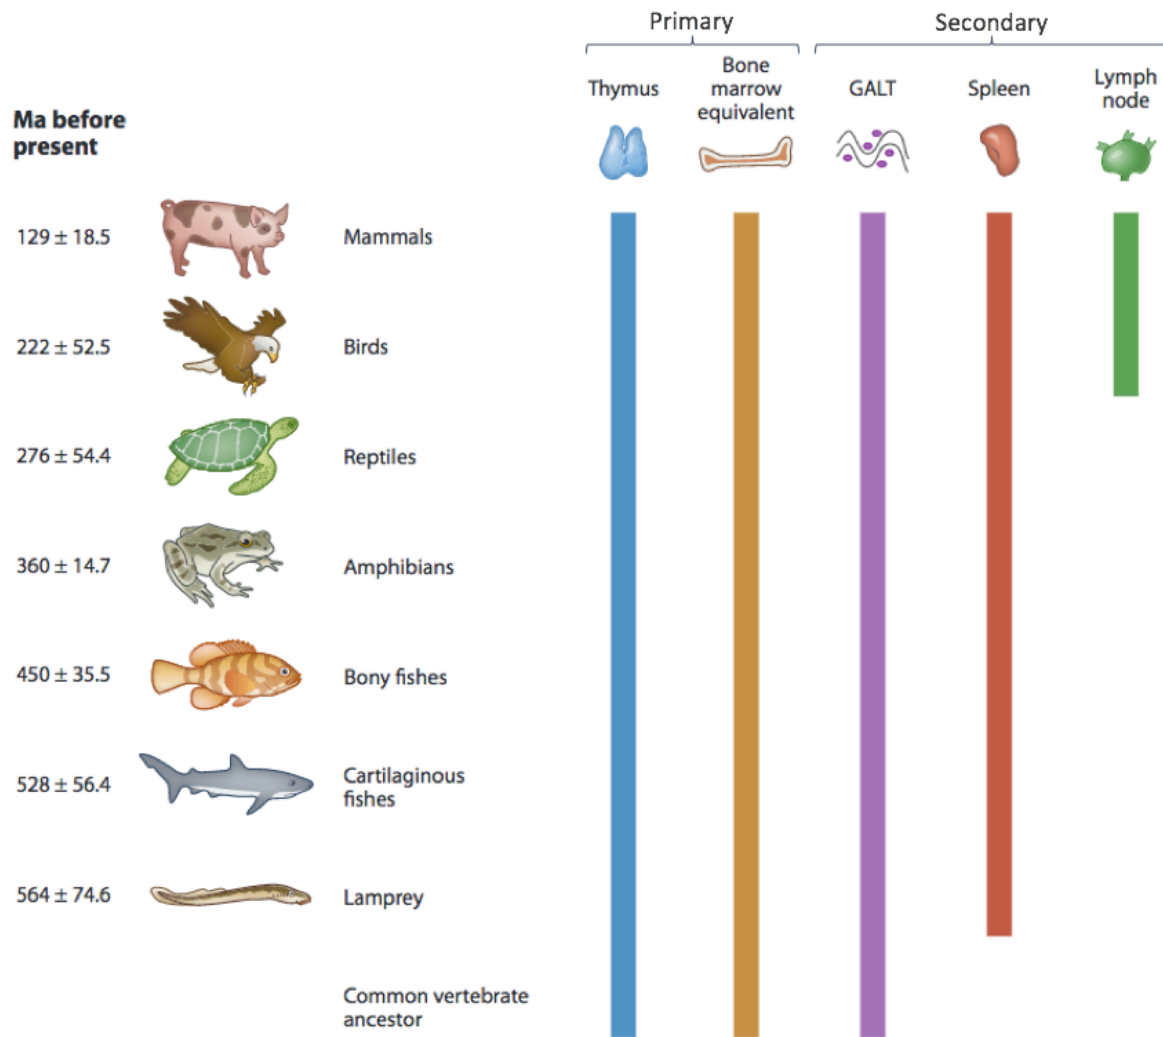 Primary
Secondary
Thymus
Bone
marrow
equivalent
GALT
Spleen
Lymph
node
Ma before
present
129 ± 18.5
Mammals
222 ± 52.5
Birds
276 ± 54.4
Reptiles
360 ± 14.7
Amphibians
450 ± 35.5
Bony fishes
528 ± 56.4
Cartilaginous
fishes
564 ± 74.6
Lamprey
Common vertebrate
ancestor